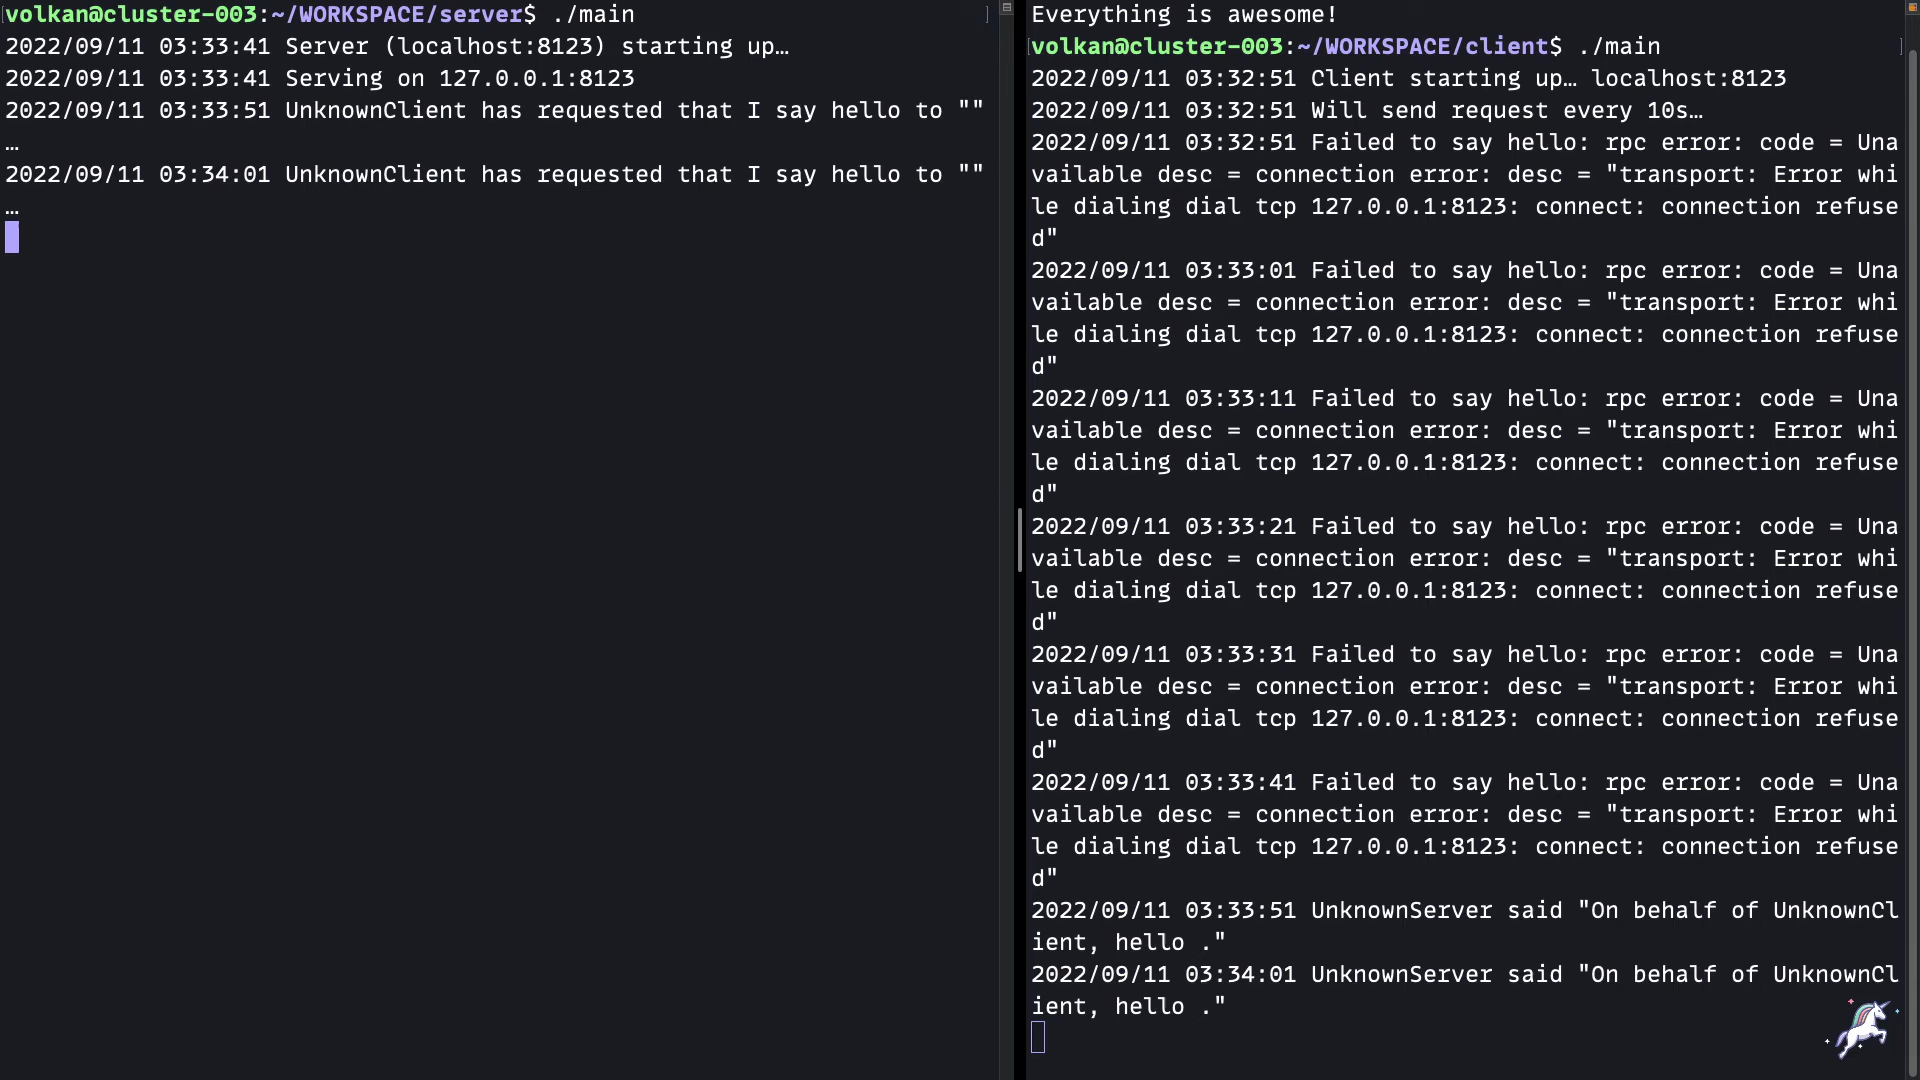 volkan@cluster-003:~/WORKSPACE/server$ ./main
2022/09/11 03:33:41 Server (localhost:8123) starting up…
2022/09/11 03:33:41 Serving on 127.0.0.1:8123
2022/09/11 03:33:51 UnknownClient has requested that I say hello to ""
…
2022/09/11 03:34:01 UnknownClient has requested that I say hello to ""
…
Everything is awesome!
volkan@cluster-003:~/WORKSPACE/client$ ./main
2022/09/11 03:32:51 Client starting up… localhost:8123
2022/09/11 03:32:51 Will send request every 10s…
2022/09/11 03:32:51 Failed to say hello: rpc error: code = Una
vailable desc = connection error: desc = "transport: Error whi
le dialing dial tcp 127.0.0.1:8123: connect: connection refuse
d"
2022/09/11 03:33:01 Failed to say hello: rpc error: code = Una
vailable desc = connection error: desc = "transport: Error whi
le dialing dial tcp 127.0.0.1:8123: connect: connection refuse
d"
2022/09/11 03:33:11 Failed to say hello: rpc error: code = Una
vailable desc = connection error: desc = "transport: Error whi
le dialing dial tcp 127.0.0.1:8123: connect: connection refuse
d"
2022/09/11 03:33:21 Failed to say hello: rpc error: code = Una
vailable desc = connection error: desc = "transport: Error whi
le dialing dial tcp 127.0.0.1:8123: connect: connection refuse
d"
2022/09/11 03:33:31 Failed to say hello: rpc error: code = Una
vailable desc = connection error: desc = "transport: Error whi
le dialing dial tcp 127.0.0.1:8123: connect: connection refuse
d"
2022/09/11 03:33:41 Failed to say hello: rpc error: code = Una
vailable desc = connection error: desc = "transport: Error whi
le dialing dial tcp 127.0.0.1:8123: connect: connection refuse
d"
2022/09/11 03:33:51 UnknownServer said "On behalf of UnknownCl
ient, hello ."
2022/09/11 03:34:01 UnknownServer said "On behalf of UnknownCl
ient, hello ."